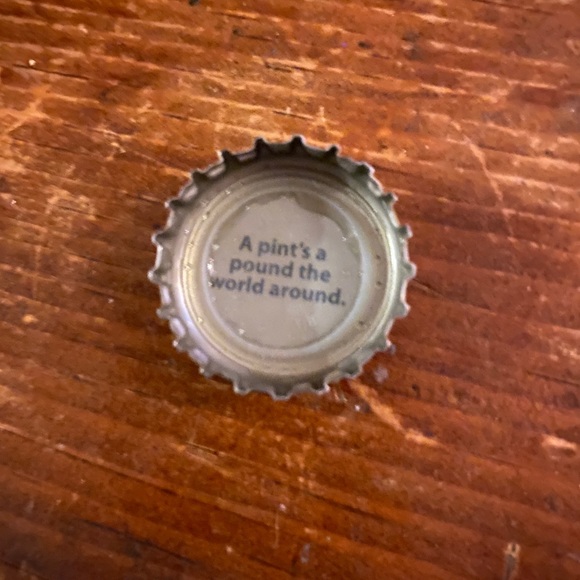 A pint's a
pound the
world around.